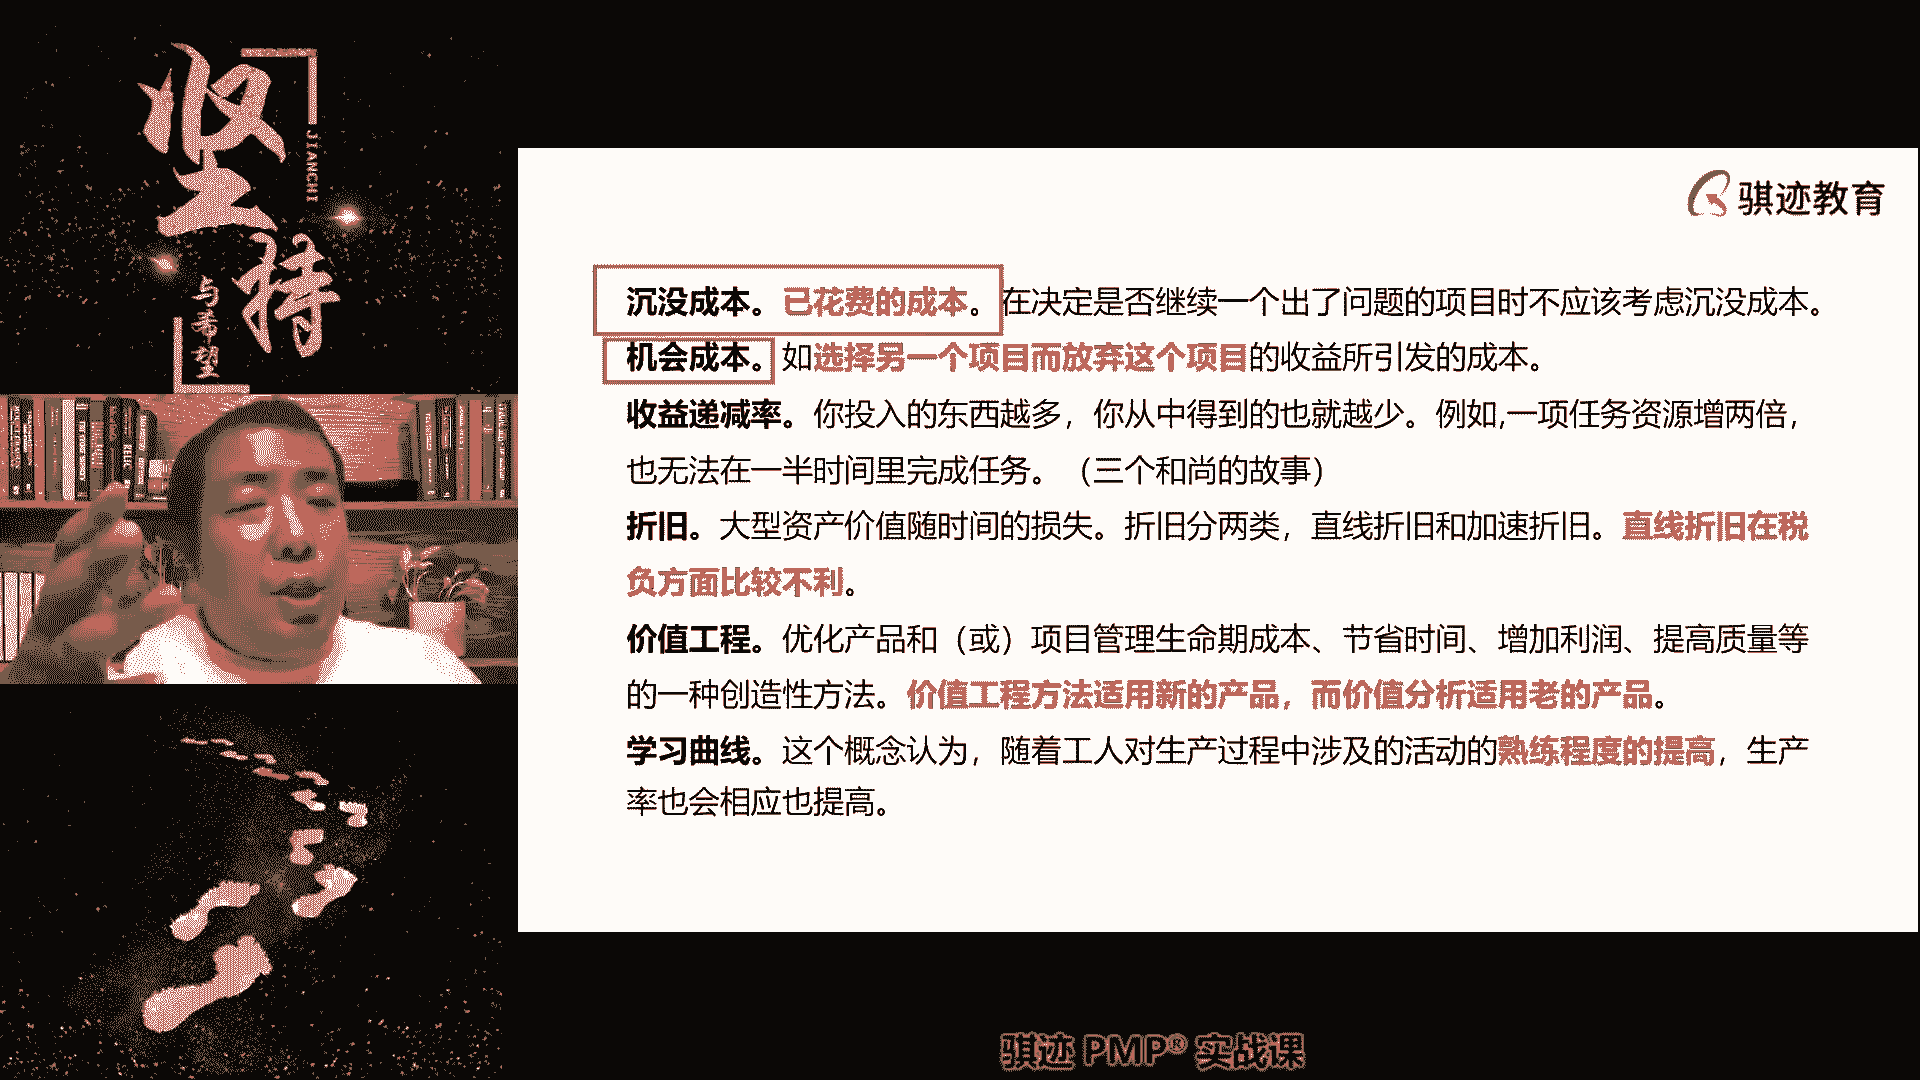 坚持
JIANCHI
与希望
骐迹教育
沉没成本。已花费的成本。在决定是否继续一个出了问题的项目时不应该考虑沉没成本。
机会成本。如选择另一个项目而放弃这个项目的收益所引发的成本。
收益递减率。你投入的东西越多，你从中得到的也就越少。例如,一项任务资源增两倍，
也无法在一半时间里完成任务。（三个和尚的故事）
折旧。大型资产价值随时间的损失。折旧分两类，直线折旧和加速折旧。直线折旧在税
负方面比较不利。
价值工程。优化产品和（或）项目管理生命期成本、节省时间、增加利润、提高质量等
的一种创造性方法。价值工程方法适用新的产品，而价值分析适用老的产品。
学习曲线。这个概念认为，随着工人对生产过程中涉及的活动的熟练程度的提高，生产
率也会相应也提高。
骐迹 PMP® 实战课